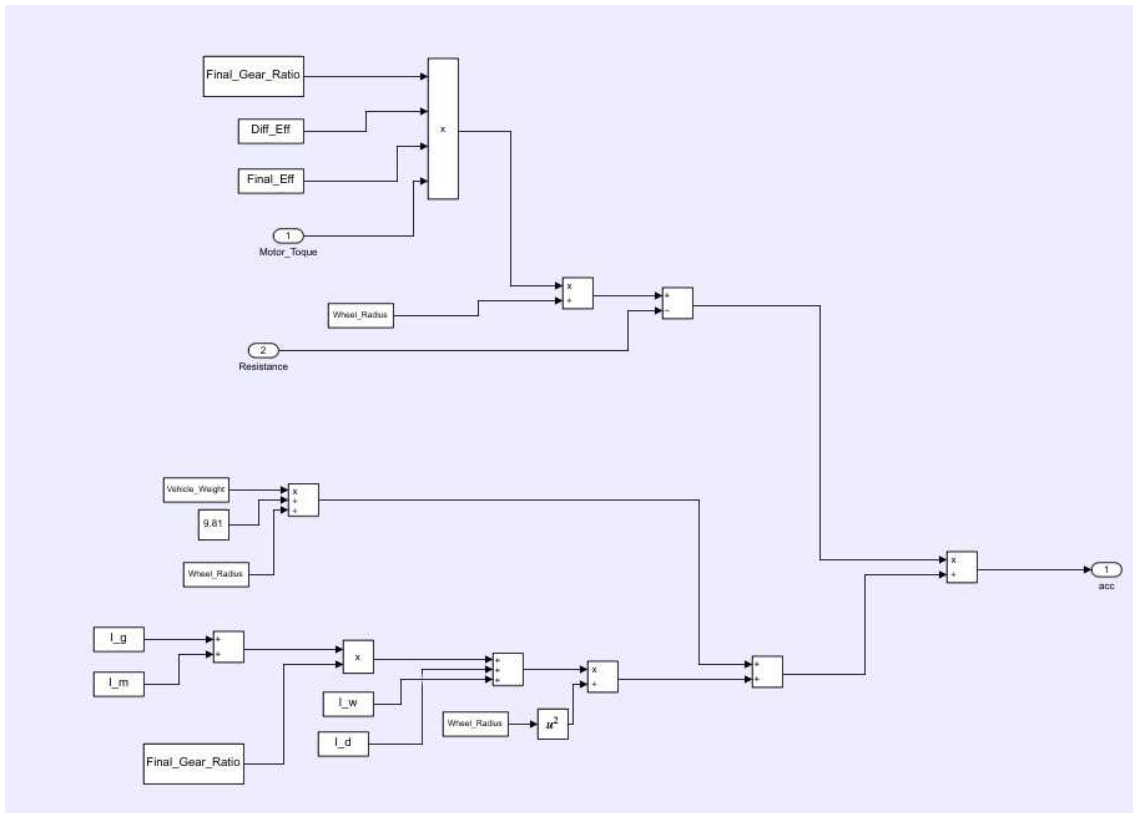 Final_Gear_Ratio
Diff_Eff
x
Final_Eff
1
Motor_Toque
x
÷
Wheel_Radius
+
−
2
Resistance
Vehicle_Weight
x
÷
÷
9.81
Wheel_Radius
x
÷
1
acc
I_g
+
+
I_m
x
+
+
+
x
÷
+
+
I_w
Wheel_Radius
u²
I_d
Final_Gear_Ratio